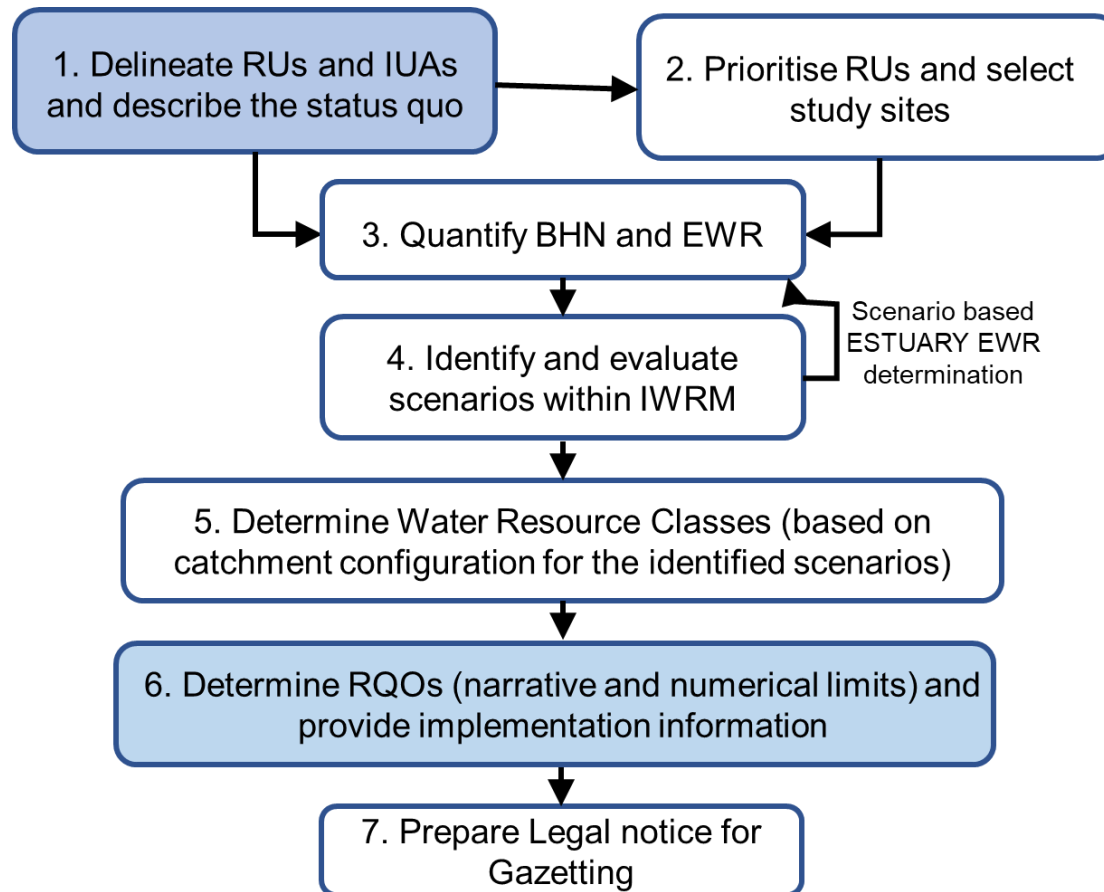 1. Delineate RUs and IUAs
and describe the status quo
2. Prioritise RUs and select
study sites
3. Quantify BHN and EWR
Scenario based
ESTUARY EWR
determination
4. Identify and evaluate
scenarios within IWRM
5. Determine Water Resource Classes (based on
catchment configuration for the identified scenarios)
6. Determine RQOs (narrative and numerical limits) and
provide implementation information
7. Prepare Legal notice for
Gazetting